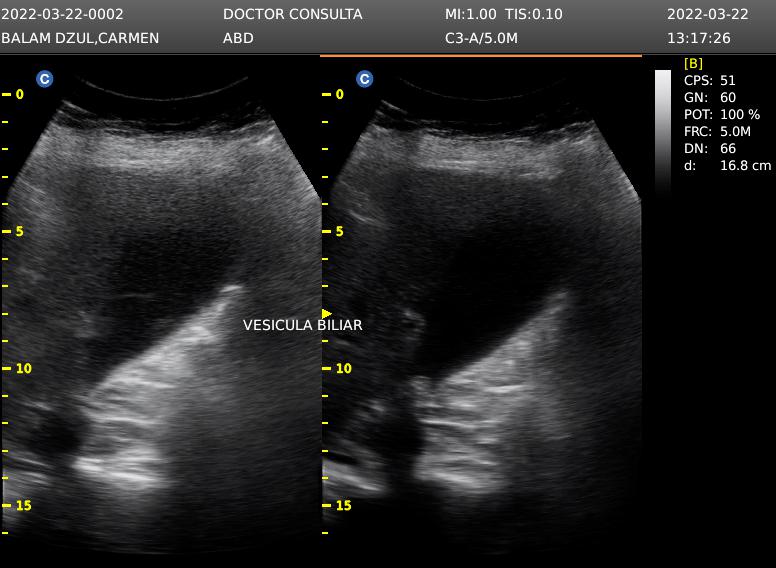 2022-03-22-0002 DOCTOR CONSULTA MI:1.00 TIS:0.10 2022-03-22
BALAM DZUL,CARMEN ABD C3-A/5.0M 13:17:26
[B]
CPS: 51
GN: 60
POT: 100 %
FRC: 5.0M
DN: 66
d: 16.8 cm
C
C
0
0
5
5
VESICULA BILIAR
10
10
15
15